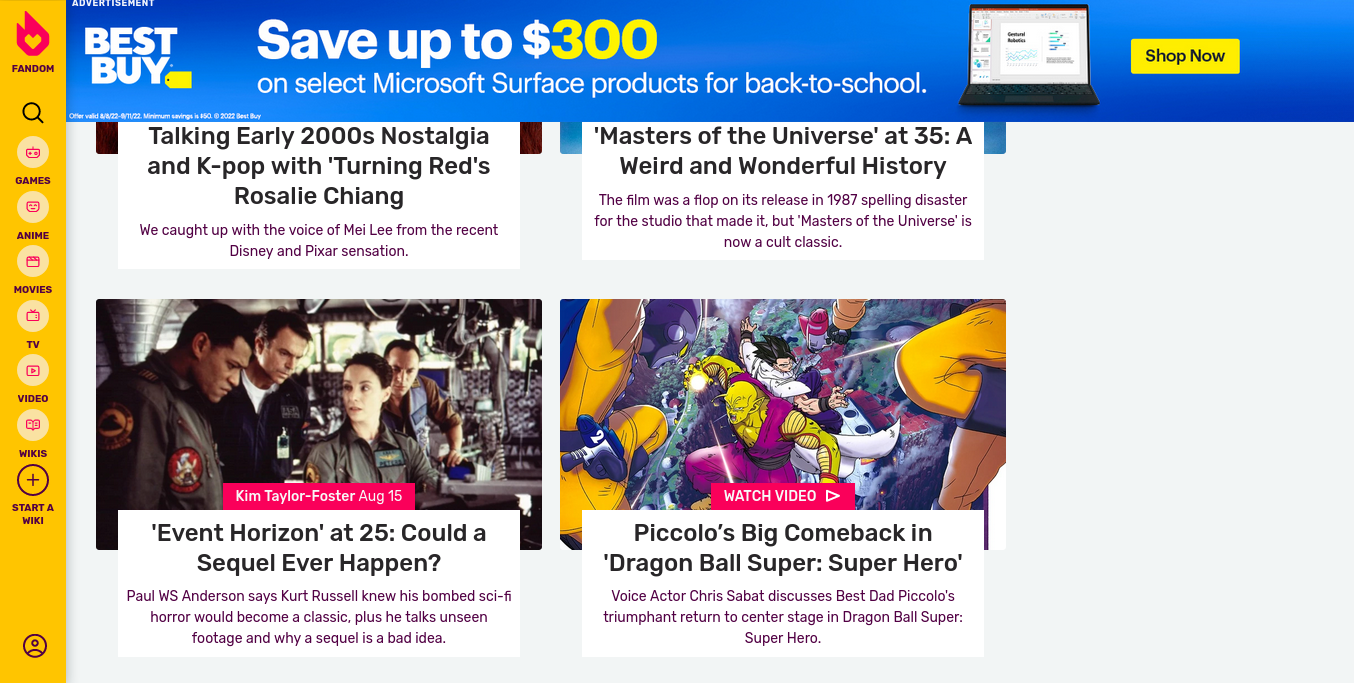 ADVERTISEMENT
BEST
BUY
Save up to $300
on select Microsoft Surface products for back-to-school.
Gestural
Robotics
Shop Now
Offer valid 8/8/22-9/11/22. Minimum savings is $50. © 2022 Best Buy
FANDOM
GAMES
ANIME
MOVIES
TV
VIDEO
WIKIS
START A
WIKI
Talking Early 2000s Nostalgia
and K-pop with 'Turning Red's
Rosalie Chiang
We caught up with the voice of Mei Lee from the recent
Disney and Pixar sensation.
'Masters of the Universe' at 35: A
Weird and Wonderful History
The film was a flop on its release in 1987 spelling disaster
for the studio that made it, but 'Masters of the Universe' is
now a cult classic.
Kim Taylor-Foster Aug 15
'Event Horizon' at 25: Could a
Sequel Ever Happen?
Paul WS Anderson says Kurt Russell knew his bombed sci-fi
horror would become a classic, plus he talks unseen
footage and why a sequel is a bad idea.
2
WATCH VIDEO
Piccolo’s Big Comeback in
'Dragon Ball Super: Super Hero'
Voice Actor Chris Sabat discusses Best Dad Piccolo's
triumphant return to center stage in Dragon Ball Super:
Super Hero.